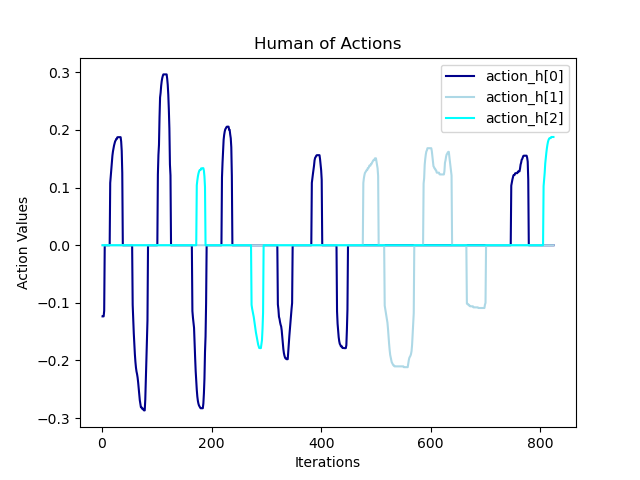 Human of Actions
action_h[0]
action_h[1]
action_h[2]
Action Values
0.3
0.2
0.1
0.0
−0.1
−0.2
−0.3
0 200 400 600 800
Iterations